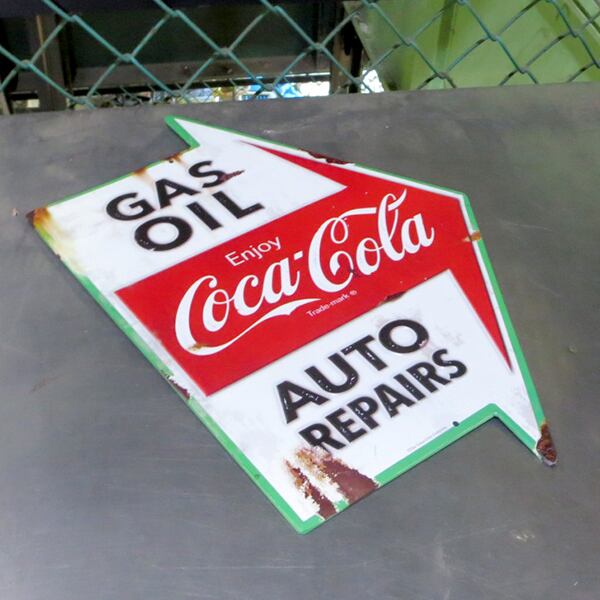 GAS
OIL
Enjoy
Coca-Cola
Trade-mark ®
AUTO
REPAIRS